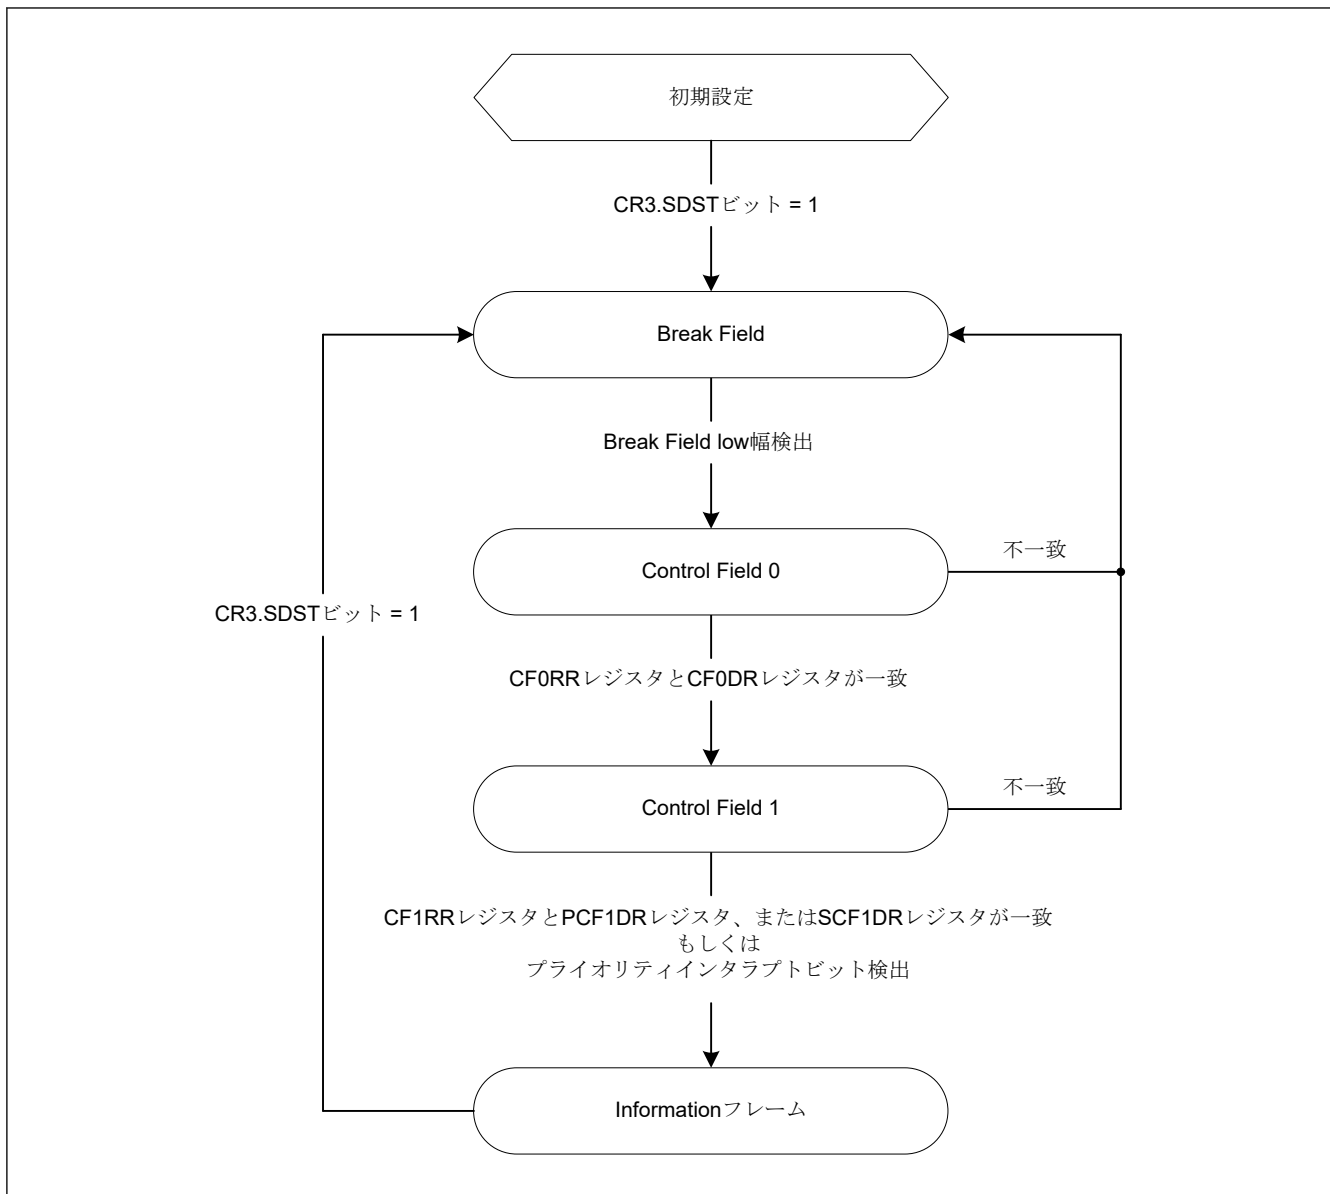 初期設定
CR3.SDSTビット = 1
Break Field
Break Field low幅検出
Control Field 0
不一致
CR3.SDSTビット = 1
CF0RRレジスタとCF0DRレジスタが一致
Control Field 1
不一致
CF1RRレジスタとPCF1DRレジスタ、またはSCF1DRレジスタが一致
もしくは
プライオリティインタラプトビット検出
Informationフレーム